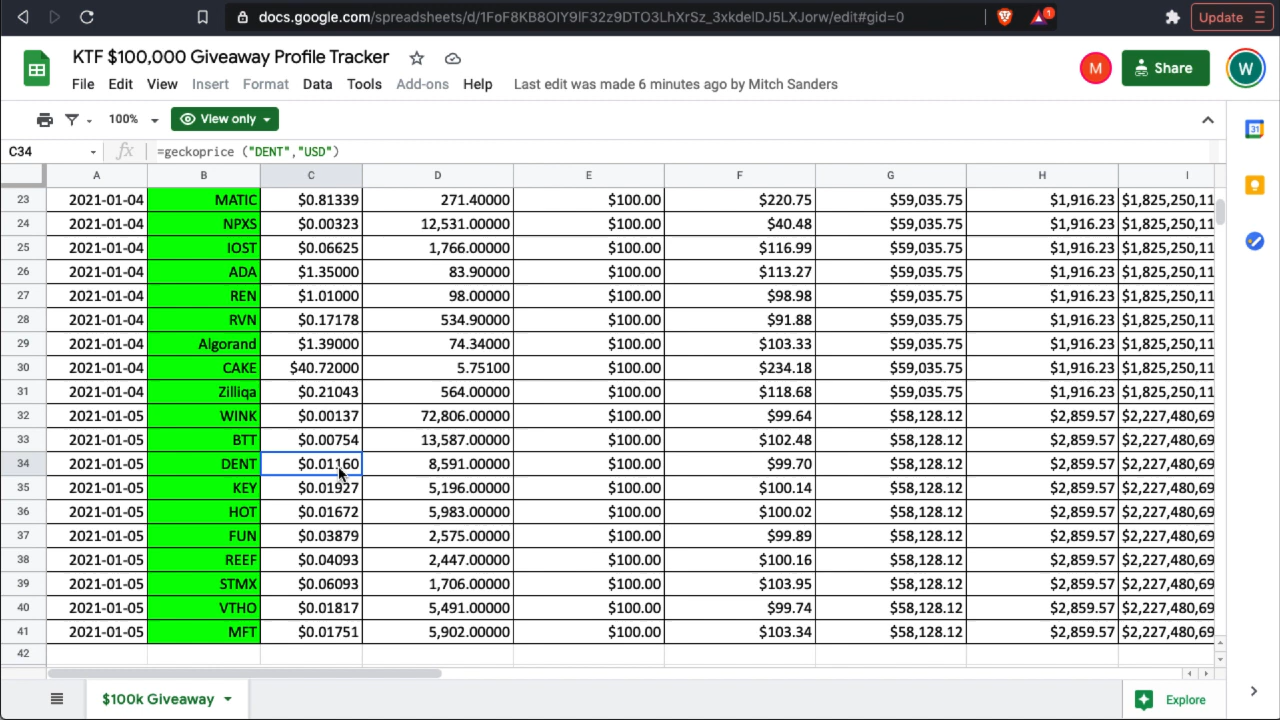 docs.google.com/spreadsheets/d/1FoF8KB8OIY9lF32z9DTO3LhXrSz_3xkdelDJ5LXJorw/edit#gid=0
1
Update
KTF $100,000 Giveaway Profile Tracker
File Edit View Insert Format Data Tools Add-ons Help Last edit was made 6 minutes ago by Mitch Sanders
M Share W
100% View only
31
C34 fx =geckoprice ("DENT","USD")
A B C D E F G H I
23 2021-01-04 MATIC $0.81339 271.40000 $100.00 $220.75 $59,035.75 $1,916.23 $1,825,250,11
24 2021-01-04 NPXS $0.00323 12,531.00000 $100.00 $40.48 $59,035.75 $1,916.23 $1,825,250,11
25 2021-01-04 IOST $0.06625 1,766.00000 $100.00 $116.99 $59,035.75 $1,916.23 $1,825,250,11
26 2021-01-04 ADA $1.35000 83.90000 $100.00 $113.27 $59,035.75 $1,916.23 $1,825,250,11
27 2021-01-04 REN $1.01000 98.00000 $100.00 $98.98 $59,035.75 $1,916.23 $1,825,250,11
28 2021-01-04 RVN $0.17178 534.90000 $100.00 $91.88 $59,035.75 $1,916.23 $1,825,250,11
29 2021-01-04 Algorand $1.39000 74.34000 $100.00 $103.33 $59,035.75 $1,916.23 $1,825,250,11
30 2021-01-04 CAKE $40.72000 5.75100 $100.00 $234.18 $59,035.75 $1,916.23 $1,825,250,11
31 2021-01-04 Zilliqa $0.21043 564.00000 $100.00 $118.68 $59,035.75 $1,916.23 $1,825,250,11
32 2021-01-05 WINK $0.00137 72,806.00000 $100.00 $99.64 $58,128.12 $2,859.57 $2,227,480,69
33 2021-01-05 BTT $0.00754 13,587.00000 $100.00 $102.48 $58,128.12 $2,859.57 $2,227,480,69
34 2021-01-05 DENT $0.01160 8,591.00000 $100.00 $99.70 $58,128.12 $2,859.57 $2,227,480,69
35 2021-01-05 KEY $0.01927 5,196.00000 $100.00 $100.14 $58,128.12 $2,859.57 $2,227,480,69
36 2021-01-05 HOT $0.01672 5,983.00000 $100.00 $100.02 $58,128.12 $2,859.57 $2,227,480,69
37 2021-01-05 FUN $0.03879 2,575.00000 $100.00 $99.89 $58,128.12 $2,859.57 $2,227,480,69
38 2021-01-05 REEF $0.04093 2,447.00000 $100.00 $100.16 $58,128.12 $2,859.57 $2,227,480,69
39 2021-01-05 STMX $0.06093 1,706.00000 $100.00 $103.95 $58,128.12 $2,859.57 $2,227,480,69
40 2021-01-05 VTHO $0.01817 5,491.00000 $100.00 $99.74 $58,128.12 $2,859.57 $2,227,480,69
41 2021-01-05 MFT $0.01751 5,902.00000 $100.00 $103.34 $58,128.12 $2,859.57 $2,227,480,69
42
$100k Giveaway Explore